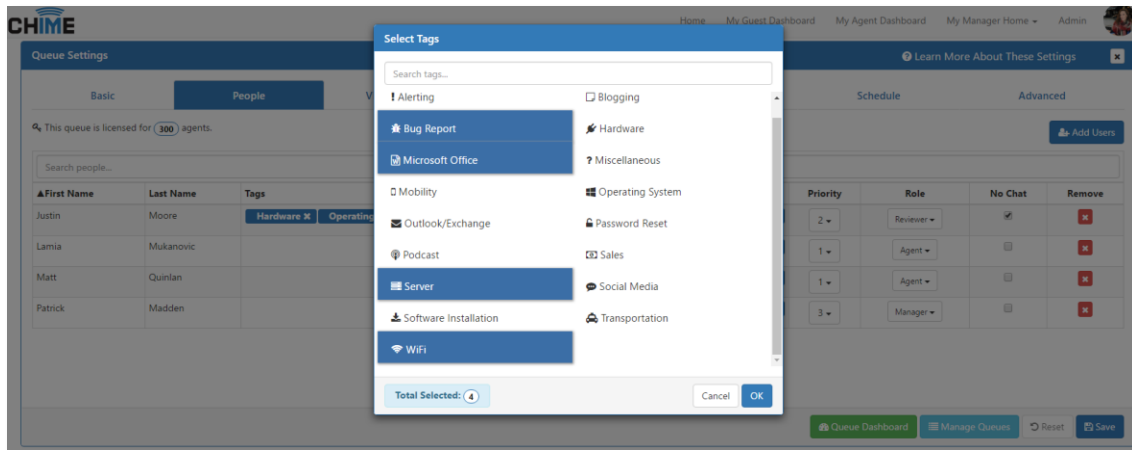 CHIME
Home My Guest Dashboard My Agent Dashboard My Manager Home Admin
Queue Settings
Learn More About These Settings
Basic People V Schedule Advanced
This queue is licensed for 300 agents.
Add Users
Search people...
First Name Last Name Tags Priority Role No Chat Remove
Justin Moore Hardware Operating 2 Reviewer
Lamia Mukanovic 1 Agent
Matt Quinlan 1 Agent
Patrick Madden 3 Manager
Queue Dashboard Manage Queues Reset Save
Select Tags
Search tags...
Alerting Blogging
Bug Report Hardware
Microsoft Office Miscellaneous
Mobility Operating System
Outlook/Exchange Password Reset
Podcast Sales
Server Social Media
Software Installation Transportation
WiFi
Total Selected: 4
Cancel OK